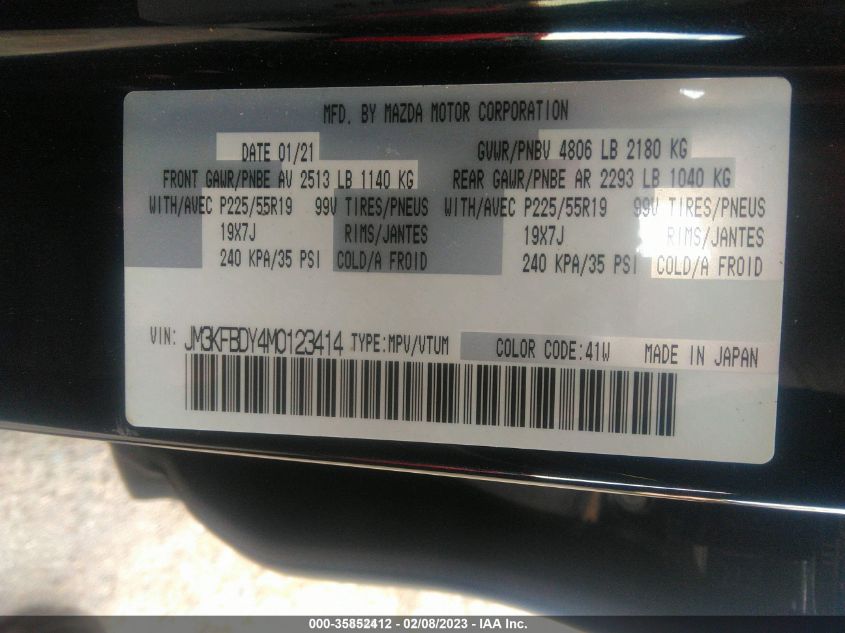 MFD. BY MAZDA MOTOR CORPORATION
DATE 01/21 GVWR/PNBV 4806 LB 2180 KG
FRONT GAWR/PNBE AV 2513 LB 1140 KG REAR GAWR/PNBE AR 2293 LB 1040 KG
WITH/AVEC P225/55R19 99V TIRES/PNEUS WITH/AVEC P225/55R19 99V TIRES/PNEUS
19X7J RIMS/JANTES 19X7J RIMS/JANTES
240 KPA/35 PSI COLD/A FROID 240 KPA/35 PSI COLD/A FROID
VIN: JM3KFBDY4M0123414 TYPE:MPV/VTUM COLOR CODE:41W MADE IN JAPAN
000-35852412 - 02/08/2023 - IAA Inc.